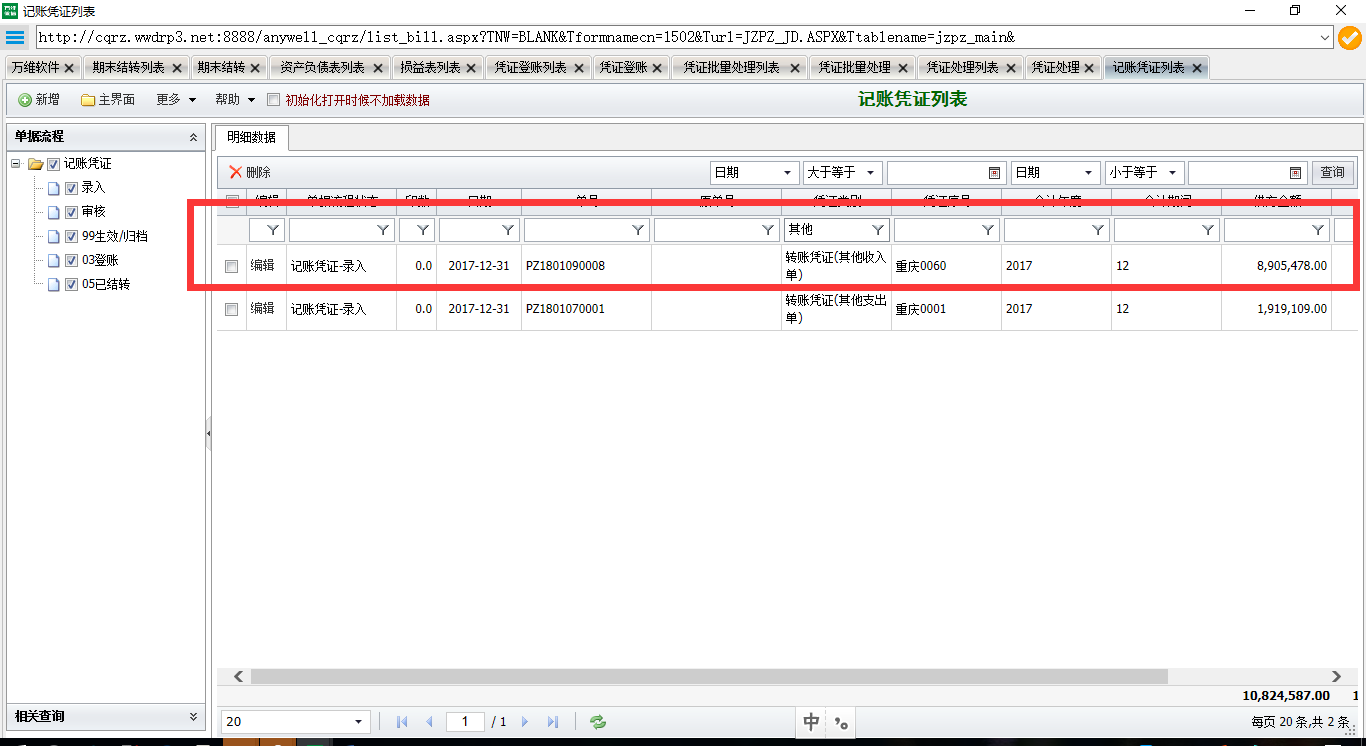 记账凭证列表
http://cqrz.wwdrp3.net:8888/anywell_cqrz/list_bill.aspx?TNW=BLANK&Tformnamecn=1502&Turl=JZPZ_JD.ASPX&Ttablename=jzpz_main&
万维软件 期末结转列表 期末结转 资产负债表列表 损益表列表 凭证登账列表 凭证登账 凭证批量处理列表 凭证批量处理 凭证处理列表 凭证处理 记账凭证列表
新增 主界面 更多 帮助 初始化打开时候不加载数据 记账凭证列表
单据流程
记账凭证
录入
审核
99生效/归档
03登账
05已结转
相关查询
明细数据
删除 日期 大于等于 日期 小于等于 查询
编辑 单据流程状态 印数 日期 单号 原单号 凭证类别 凭证序号 会计年度 会计期间 借方金额
其他
编辑 记账凭证-录入 0.0 2017-12-31 PZ1801090008 转账凭证(其他收入
单) 重庆0060 2017 12 8,905,478.00
编辑 记账凭证-录入 0.0 2017-12-31 PZ1801070001 转账凭证(其他支出
单) 重庆0001 2017 12 1,919,109.00
10,824,587.00 1
20 1 / 1 中 每页 20 条,共 2 条